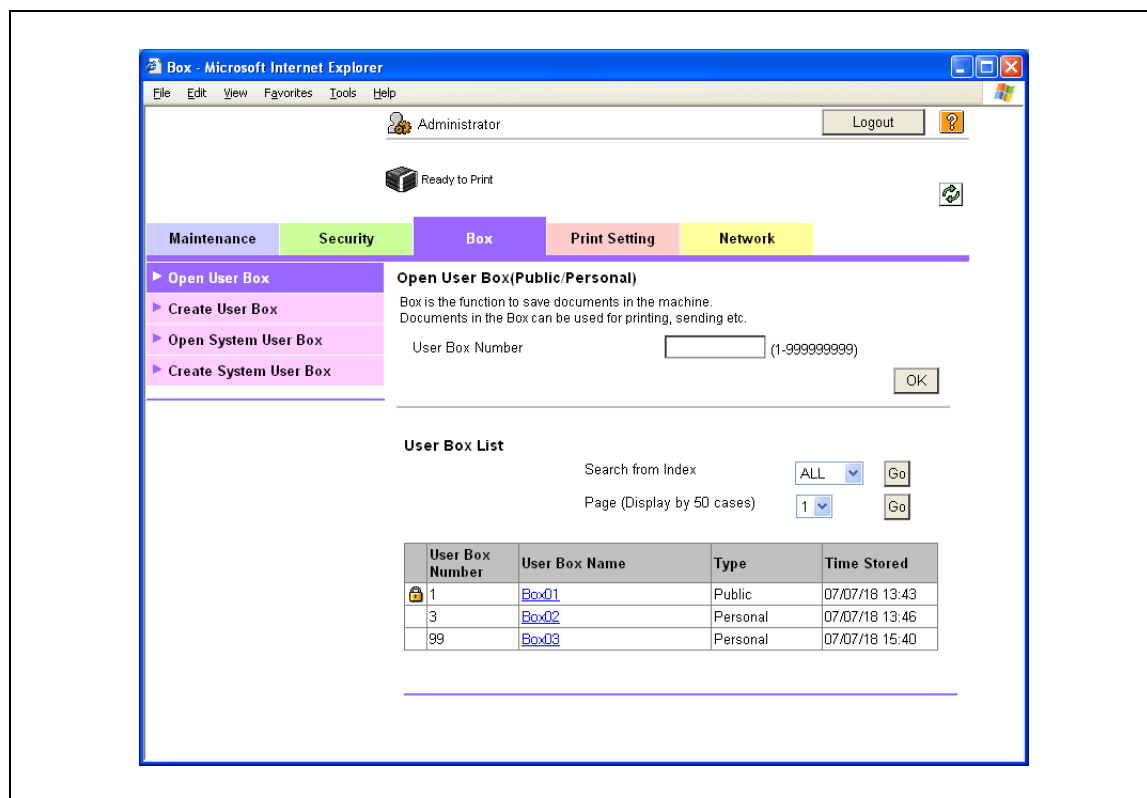 Box - Microsoft Internet Explorer
File Edit View Favorites Tools Help
Administrator Logout ?
Ready to Print
Maintenance Security Box Print Setting Network
Open User Box
Create User Box
Open System User Box
Create System User Box
Open User Box(Public/Personal)
Box is the function to save documents in the machine.
Documents in the Box can be used for printing, sending etc.
User Box Number (1-999999999)
OK
User Box List
Search from Index ALL Go
Page (Display by 50 cases) 1 Go
User Box
Number User Box Name Type Time Stored
1 Box01 Public 07/07/18 13:43
3 Box02 Personal 07/07/18 13:46
99 Box03 Personal 07/07/18 15:40